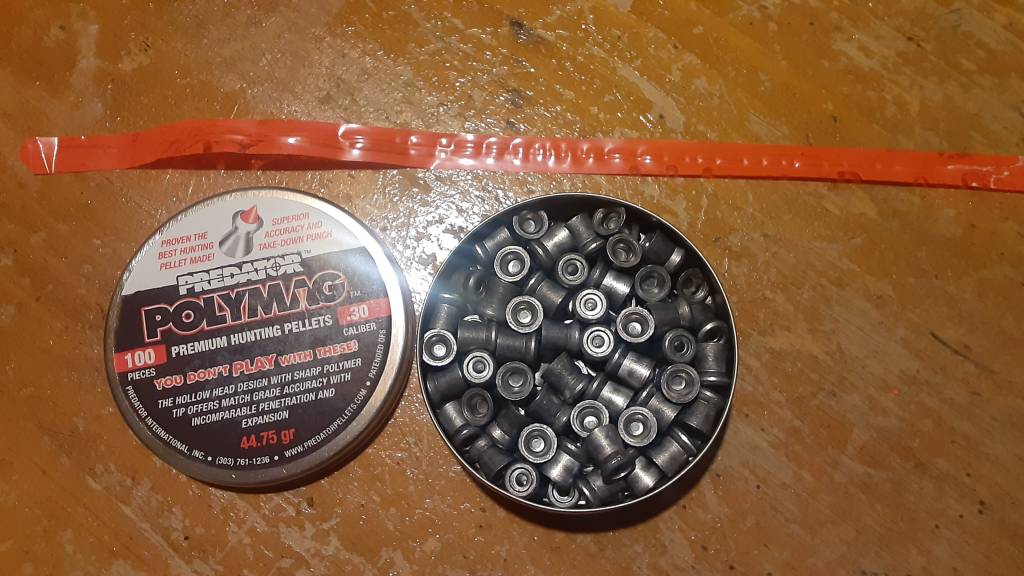 PROVEN THE
BEST HUNTING
PELLET MADE!
SUPERIOR
ACCURACY AND
TAKE-DOWN PUNCH
PREDATOR™
POLYMAG™
PREMIUM HUNTING PELLETS
.30
CALIBER
100
PIECES
YOU DON'T PLAY WITH THESE!
THE HOLLOW HEAD DESIGN WITH SHARP POLYMER
TIP OFFERS MATCH GRADE ACCURACY WITH
INCOMPARABLE PENETRATION AND
EXPANSION
44.75 gr
PREDATOR INTERNATIONAL, INC. • (303) 761-1236 • WWW.PREDATORPELLETS.COM • PATENTED OFS